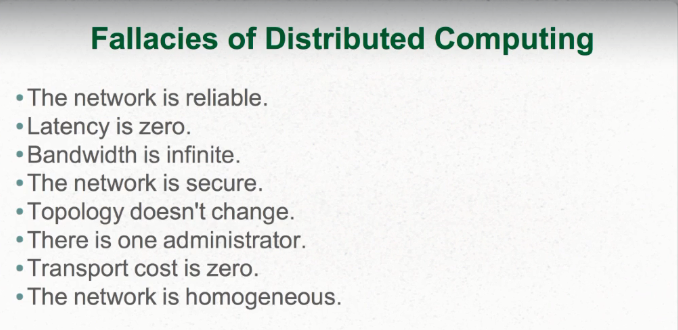 Fallacies of Distributed Computing
• The network is reliable.
• Latency is zero.
• Bandwidth is infinite.
• The network is secure.
• Topology doesn't change.
• There is one administrator.
• Transport cost is zero.
• The network is homogeneous.